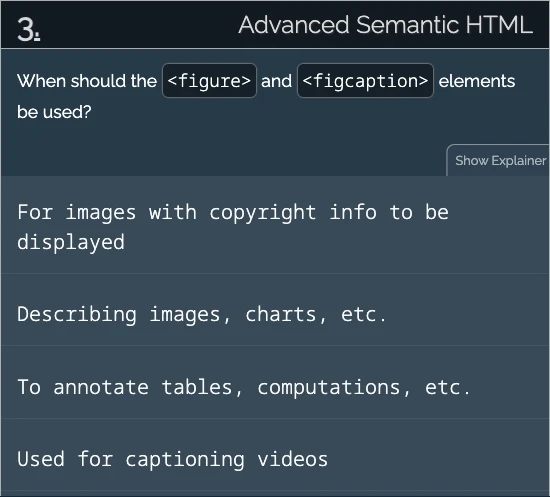 3.
Advanced Semantic HTML
When should the <figure> and <figcaption> elements
be used?
Show Explainer
For images with copyright info to be
displayed
Describing images, charts, etc.
To annotate tables, computations, etc.
Used for captioning videos